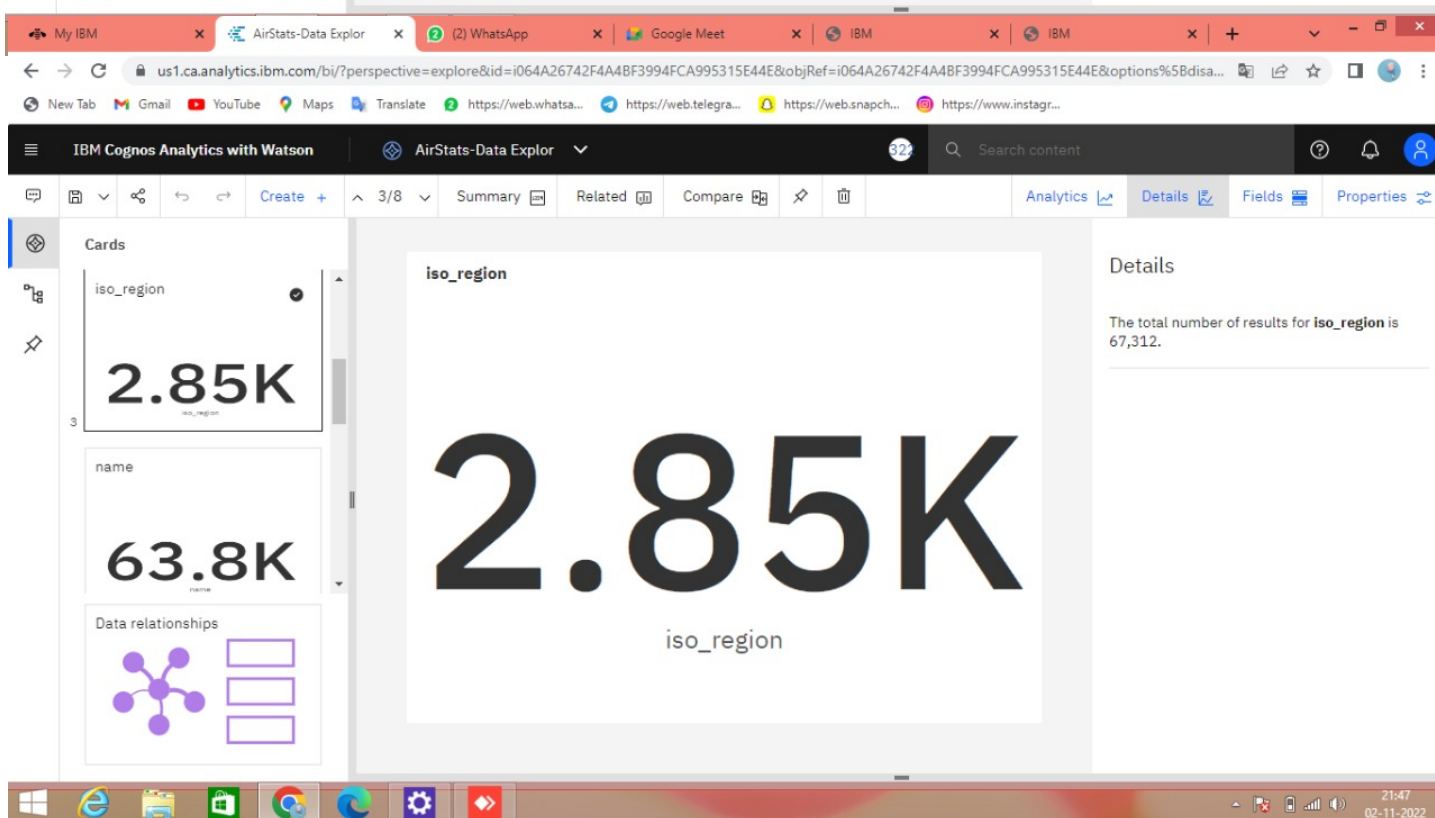 My IBM
AirStats-Data Explor
(2) WhatsApp
Google Meet
IBM
IBM
us1.ca.analytics.ibm.com/bi/?perspective=explore&id=i064A26742F4A4BF3994FCA995315E44E&objRef=i064A26742F4A4BF3994FCA995315E44E&options%5Bdisa...
New Tab Gmail YouTube Maps Translate https://web.whatsa... https://web.telegra... https://web.snapch... https://www.instagr...
IBM Cognos Analytics with Watson
AirStats-Data Explor
322
Search content
Create + 3/8 Summary Related Compare Analytics Details Fields Properties
Cards
iso_region
2.85K
iso_region
3
name
63.8K
name
Data relationships
iso_region
2.85K
iso_region
Details
The total number of results for iso_region is
67,312.
21:47
02-11-2022